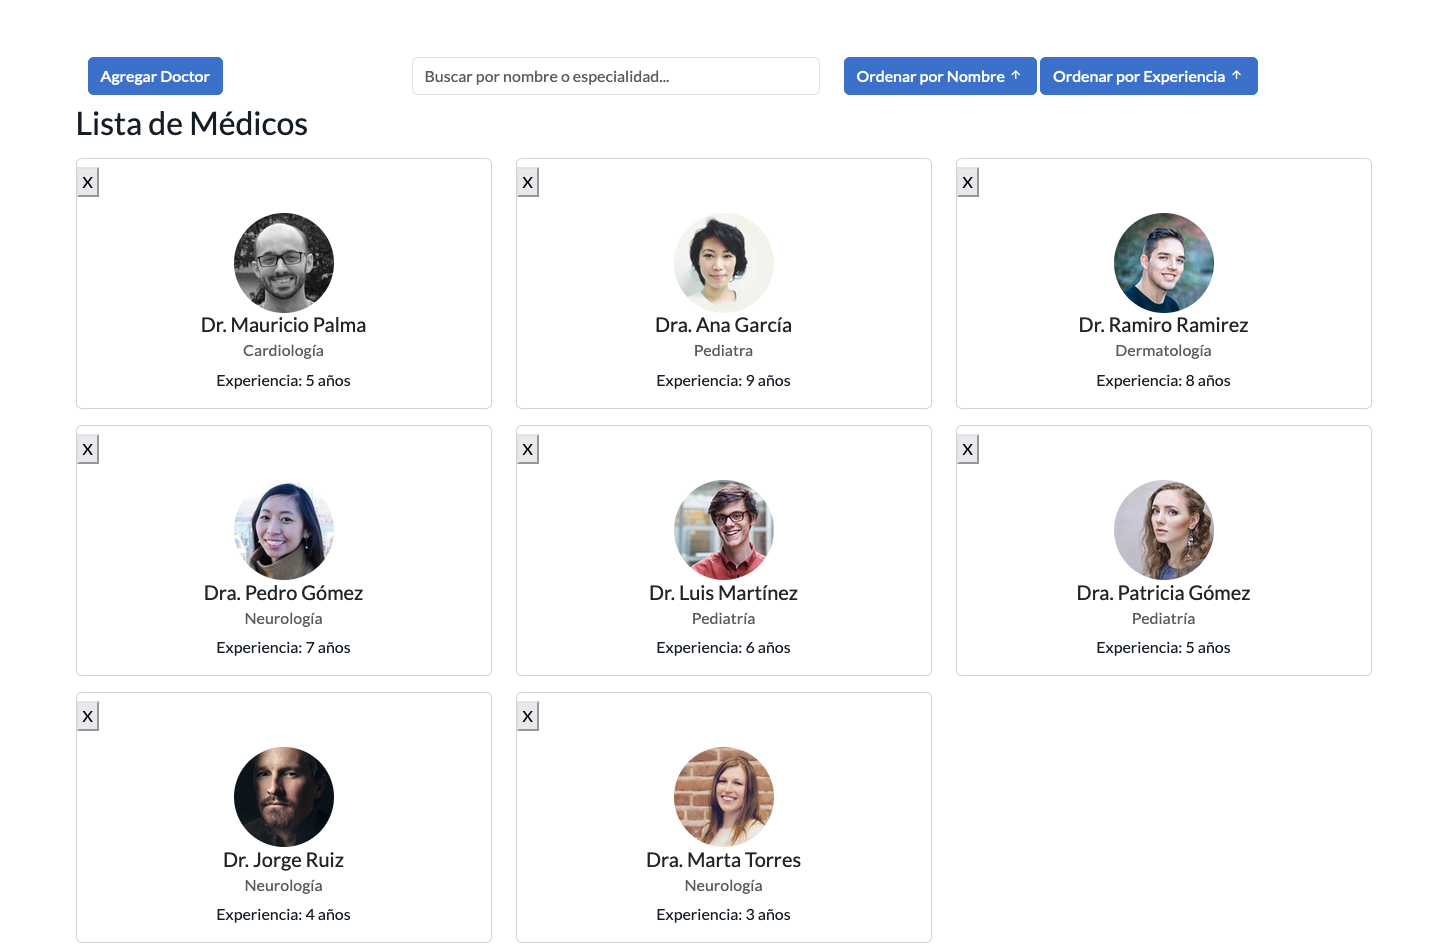 Agregar Doctor
Buscar por nombre o especialidad...
Ordenar por Nombre ↑
Ordenar por Experiencia ↑
Lista de Médicos
X
Dr. Mauricio Palma
Cardiología
Experiencia: 5 años
X
Dra. Ana García
Pediatra
Experiencia: 9 años
X
Dr. Ramiro Ramirez
Dermatología
Experiencia: 8 años
X
Dra. Pedro Gómez
Neurología
Experiencia: 7 años
X
Dr. Luis Martínez
Pediatría
Experiencia: 6 años
X
Dra. Patricia Gómez
Pediatría
Experiencia: 5 años
X
Dr. Jorge Ruiz
Neurología
Experiencia: 4 años
X
Dra. Marta Torres
Neurología
Experiencia: 3 años